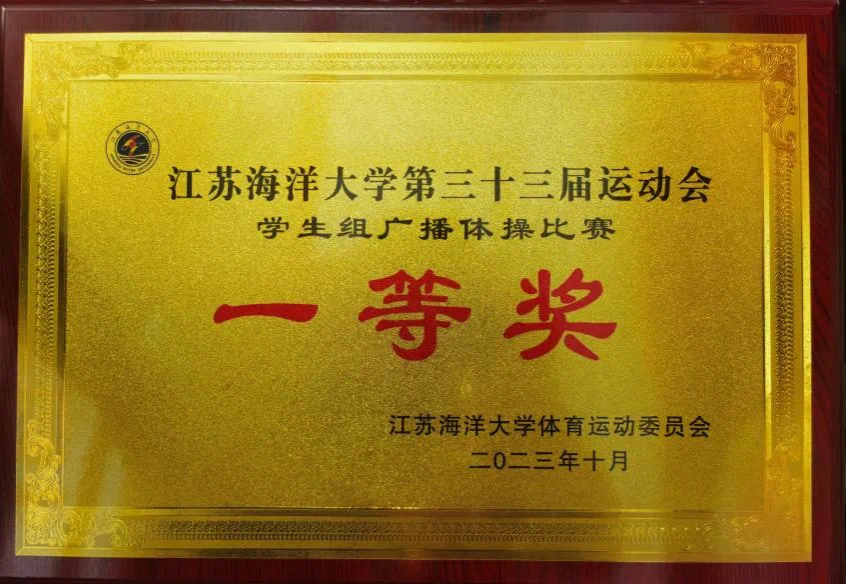 江苏海洋大学第三十三届运动会
学生组广播体操比赛
一等奖
江苏海洋大学体育运动委员会
二〇二三年十月